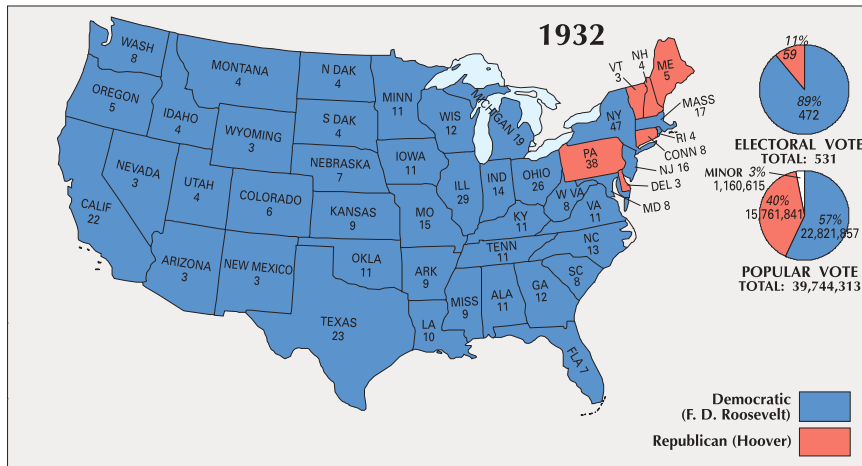 1932
WASH
8
OREGON
5
CALIF
22
NEVADA
3
IDAHO
4
MONTANA
4
WYOMING
3
UTAH
4
ARIZONA
3
COLORADO
6
NEW MEXICO
3
N DAK
4
S DAK
4
NEBRASKA
7
KANSAS
9
OKLA
11
TEXAS
23
MINN
11
IOWA
11
MO
15
ARK
9
LA
10
WIS
12
ILL
29
MICHIGAN 19
IND
14
OHIO
26
KY
11
TENN
11
MISS
9
ALA
11
GA
12
FLA 7
SC
8
NC
13
VA
11
W VA
8
PA
38
NY
47
VT
3
NH
4
ME
5
MASS
17
RI 4
CONN 8
NJ 16
DEL 3
MD 8
11%
59
89%
472
ELECTORAL VOTE
TOTAL: 531
MINOR 3%
1,160,615
40%
15,761,841
57%
22,821,857
POPULAR VOTE
TOTAL: 39,744,313
Democratic
(F. D. Roosevelt)
Republican (Hoover)